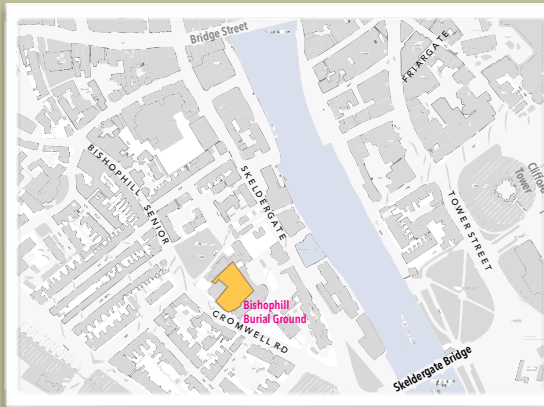 Bridge Street
FRIARGATE
BISHOPHILL SENIOR
SKELDERGATE
Clifford
Tower
TOWER STREET
Bishophill
Burial Ground
CROMWELL RD
Skeldergate Bridge